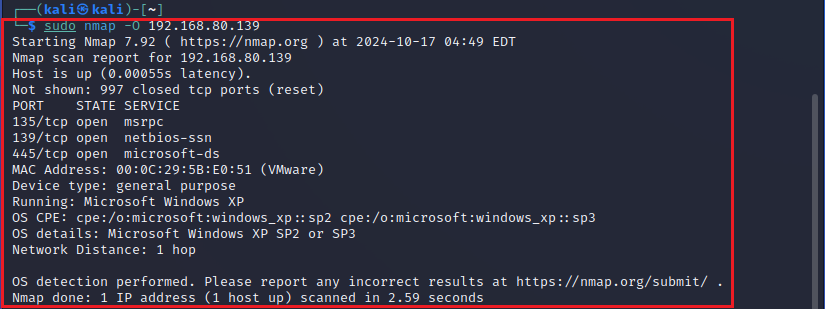 ┌──(kali㉿kali)-[~]
└─$ sudo nmap -O 192.168.80.139
Starting Nmap 7.92 ( https://nmap.org ) at 2024-10-17 04:49 EDT
Nmap scan report for 192.168.80.139
Host is up (0.00055s latency).
Not shown: 997 closed tcp ports (reset)
PORT    STATE SERVICE
135/tcp open  msrpc
139/tcp open  netbios-ssn
445/tcp open  microsoft-ds
MAC Address: 00:0C:29:5B:E0:51 (VMware)
Device type: general purpose
Running: Microsoft Windows XP
OS CPE: cpe:/o:microsoft:windows_xp::sp2 cpe:/o:microsoft:windows_xp::sp3
OS details: Microsoft Windows XP SP2 or SP3
Network Distance: 1 hop

OS detection performed. Please report any incorrect results at https://nmap.org/submit/ .
Nmap done: 1 IP address (1 host up) scanned in 2.59 seconds